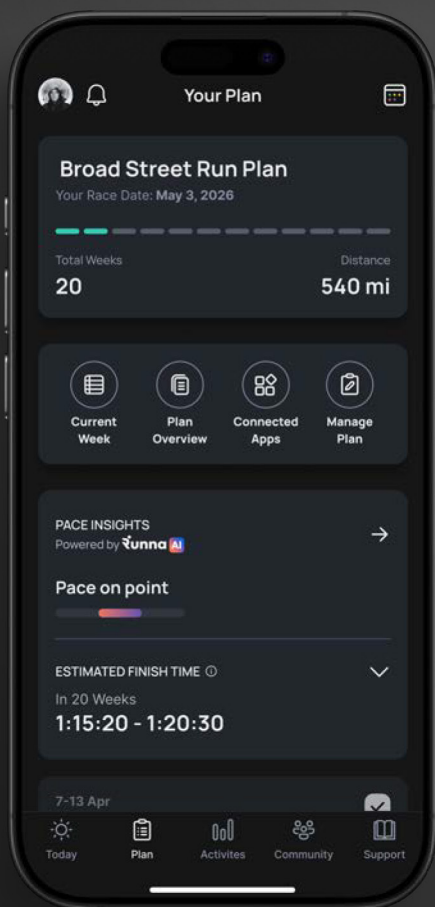 Your Plan
Broad Street Run Plan
Your Race Date: May 3, 2026
Total Weeks
Distance
20
540 mi
Current
Week
Plan
Overview
Connected
Apps
Manage
Plan
PACE INSIGHTS
Powered by Runna AI
Pace on point
ESTIMATED FINISH TIME
In 20 Weeks
1:15:20 - 1:20:30
7-13 Apr
Today
Plan
Activites
Community
Support